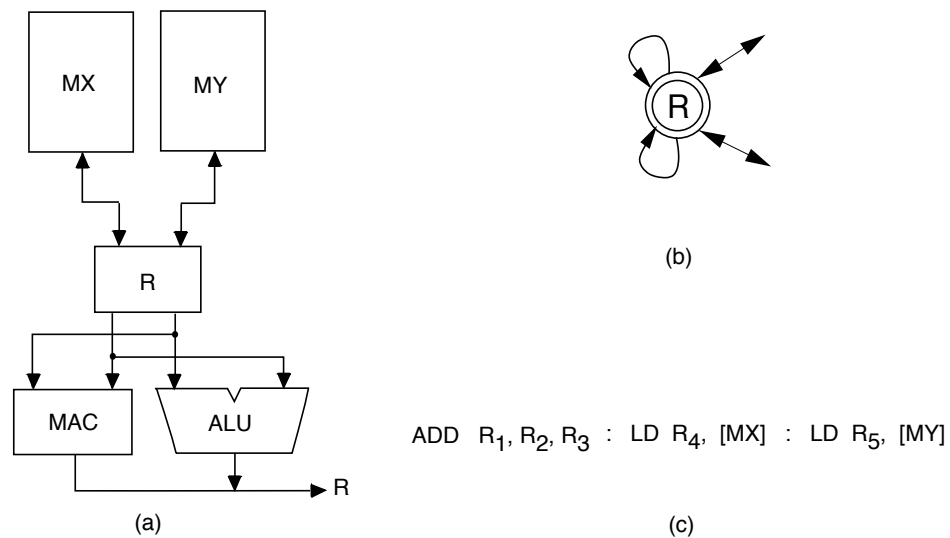 MX
MY
R
MAC
ALU
R
(a)
R
(b)
ADD R1, R2, R3 : LD R4, [MX] : LD R5, [MY]
(c)